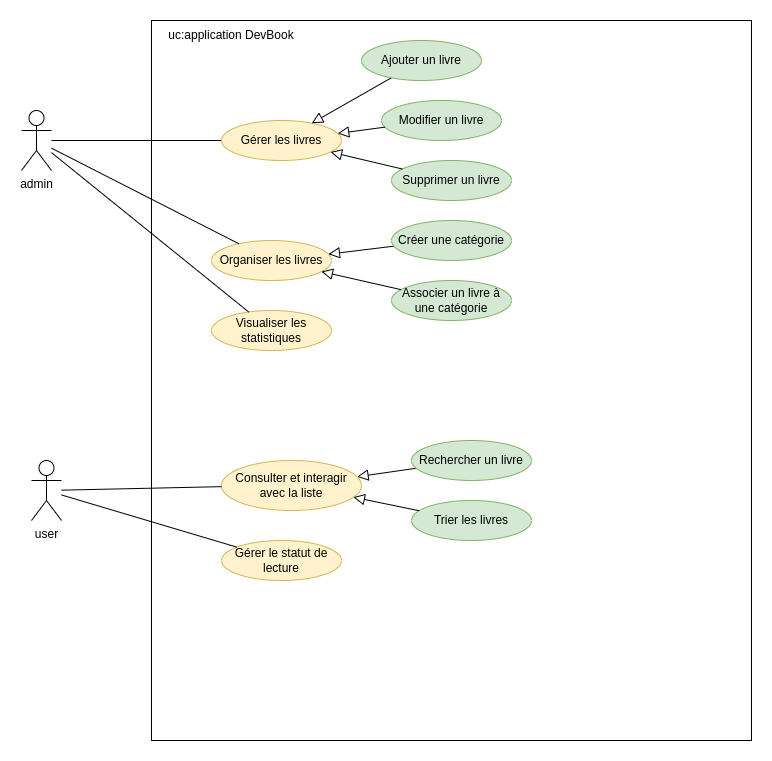 uc:application DevBook
Ajouter un livre
Modifier un livre
Gérer les livres
Supprimer un livre
admin
Créer une catégorie
Organiser les livres
Associer un livre à
une catégorie
Visualiser les
statistiques
Rechercher un livre
Consulter et interagir
avec la liste
Trier les livres
user
Gérer le statut de
lecture